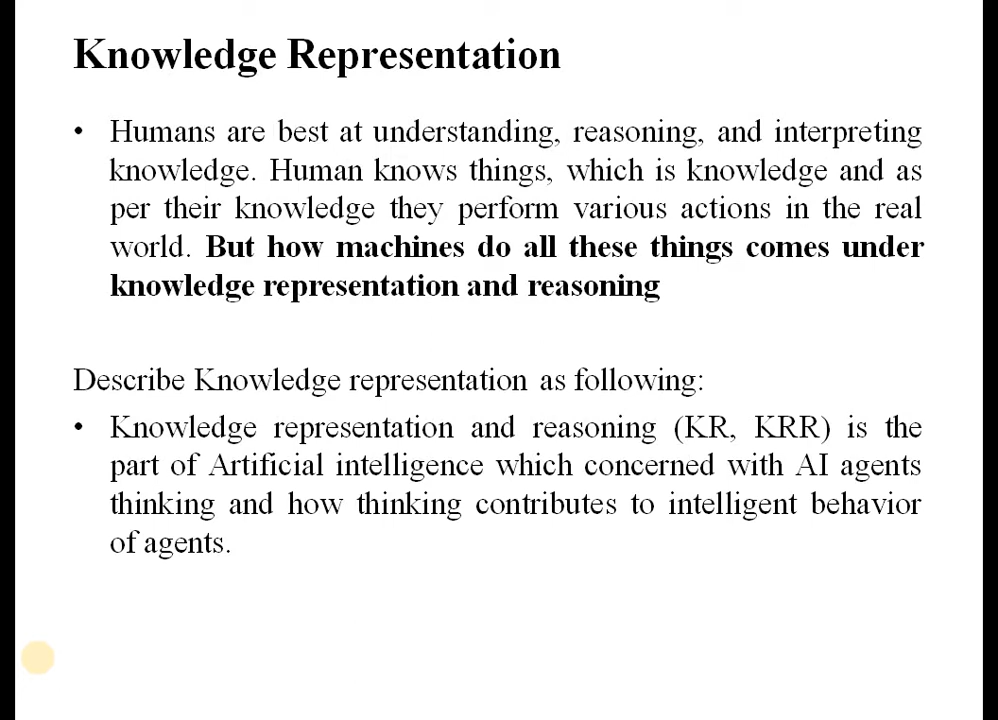 Knowledge Representation
• Humans are best at understanding, reasoning, and interpreting
knowledge. Human knows things, which is knowledge and as
per their knowledge they perform various actions in the real
world. But how machines do all these things comes under
knowledge representation and reasoning
Describe Knowledge representation as following:
• Knowledge representation and reasoning (KR, KRR) is the
part of Artificial intelligence which concerned with AI agents
thinking and how thinking contributes to intelligent behavior
of agents.